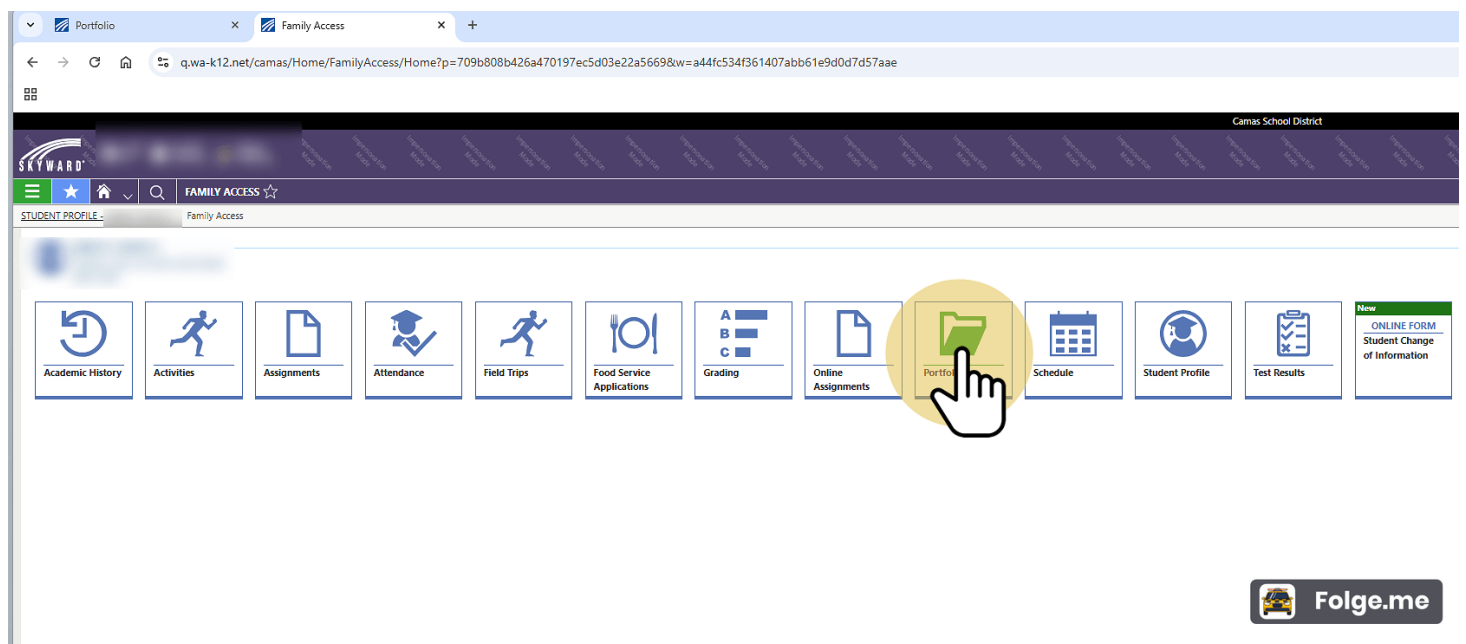 Portfolio
Family Access
q.wa-k12.net/camas/Home/FamilyAccess/Home?p=709b808b426a470197ec5d03e22a5669&w=a44fc534f361407abb61e9d0d7d57aae
Camas School District
SKYWARD
FAMILY ACCESS
STUDENT PROFILE -
Family Access
Academic History
Activities
Assignments
Attendance
Field Trips
Food Service
Applications
A
B
C
Grading
Online
Assignments
Schedule
Student Profile
Test Results
New
ONLINE FORM
Student Change
of Information
Folge.me